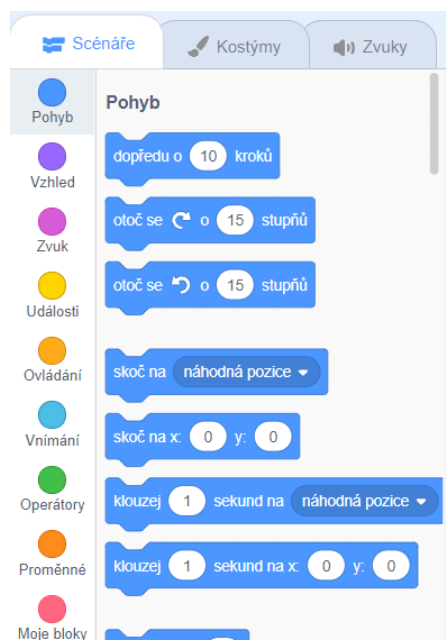 Scénáře Kostýmy Zvuky
Pohyb
Vzhled
Zvuk
Události
Ovládání
Vnímání
Operátory
Proměnné
Moje bloky
Pohyb
dopředu o 10 kroků
otoč se o 15 stupňů
otoč se o 15 stupňů
skoč na náhodná pozice
skoč na x: 0 y: 0
klouzej 1 sekund na náhodná pozice
klouzej 1 sekund na x: 0 y: 0